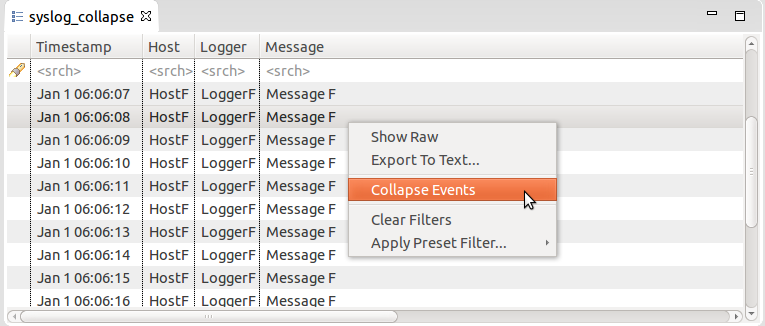 syslog_collapse
Timestamp Host Logger Message
<srch> <srch> <srch> <srch>
Jan 1 06:06:07 HostF LoggerF Message F
Jan 1 06:06:08 HostF LoggerF Message F
Jan 1 06:06:09 HostF LoggerF Message F
Jan 1 06:06:10 HostF LoggerF Message F
Jan 1 06:06:11 HostF LoggerF Message F
Jan 1 06:06:12 HostF LoggerF Message F
Jan 1 06:06:13 HostF LoggerF Message F
Jan 1 06:06:14 HostF LoggerF Message F
Jan 1 06:06:15 HostF LoggerF Message F
Jan 1 06:06:16 HostF LoggerF Message F
Show Raw
Export To Text...
Collapse Events
Clear Filters
Apply Preset Filter...